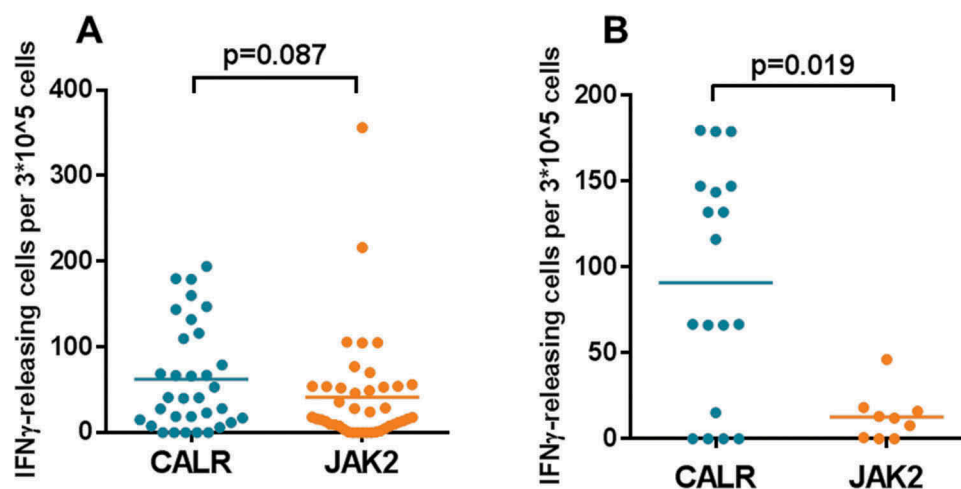 A
p=0.087
IFNγ-releasing cells per 3*10^5 cells
400
300
200
100
0
CALR
JAK2
B
p=0.019
IFNγ-releasing cells per 3*10^5 cells
200
150
100
50
0
CALR
JAK2